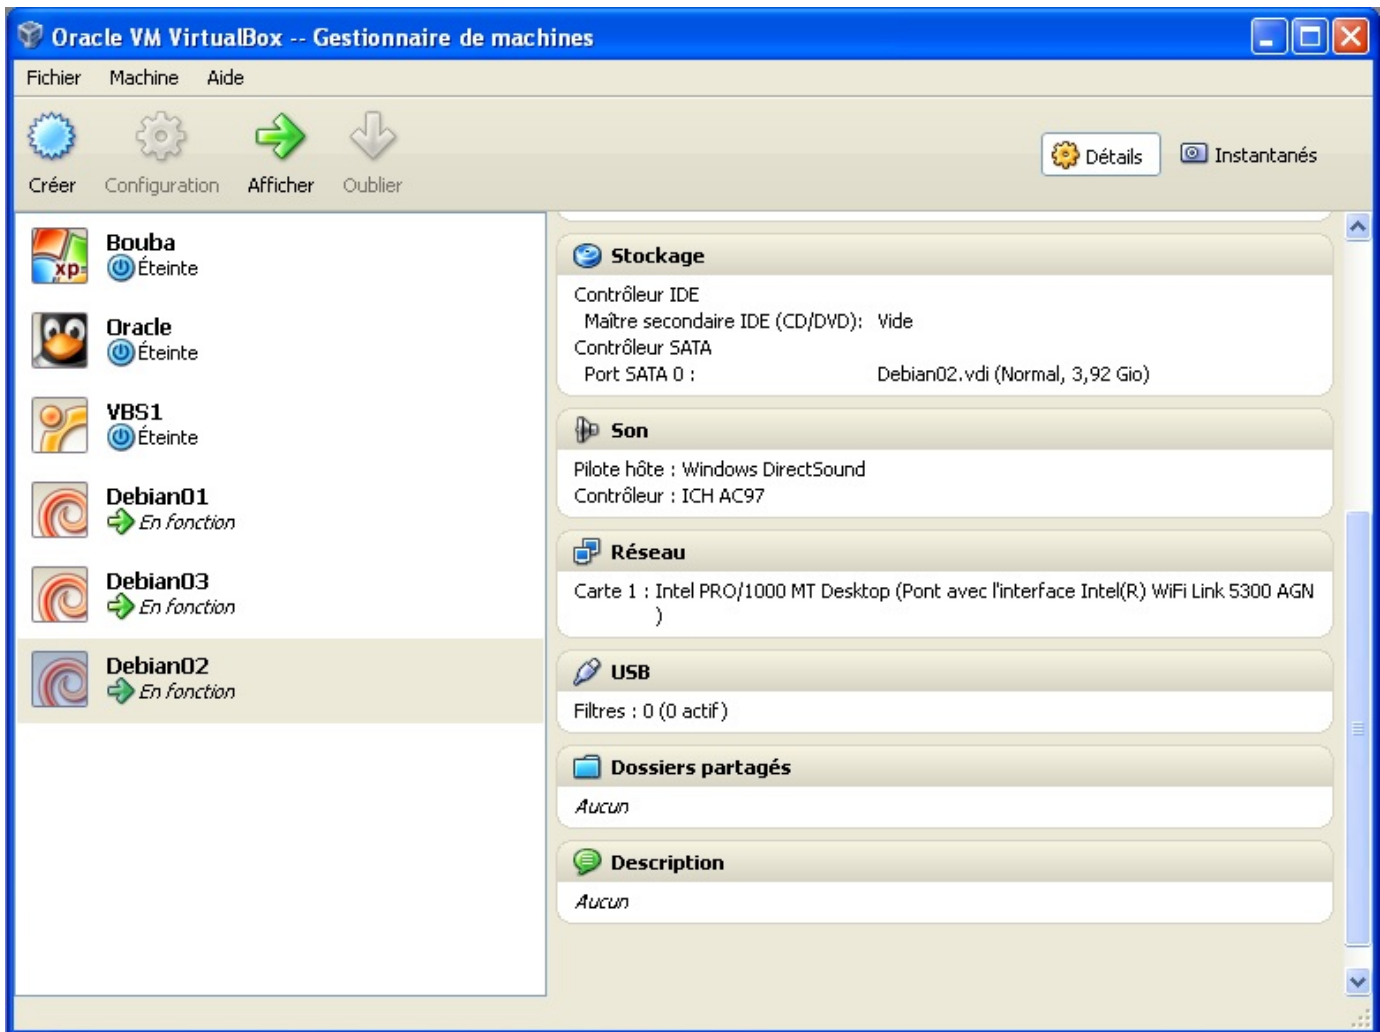 Oracle VM VirtualBox -- Gestionnaire de machines
Fichier Machine Aide
Créer Configuration Afficher Oublier
Détails Instantanés
Bouba
Éteinte
Oracle
Éteinte
VBS1
Éteinte
Debian01
En fonction
Debian03
En fonction
Debian02
En fonction
Stockage
Contrôleur IDE
Maître secondaire IDE (CD/DVD): Vide
Contrôleur SATA
Port SATA 0 : Debian02.vdi (Normal, 3,92 Gio)
Son
Pilote hôte : Windows DirectSound
Contrôleur : ICH AC97
Réseau
Carte 1 : Intel PRO/1000 MT Desktop (Pont avec l'interface Intel(R) WiFi Link 5300 AGN
)
USB
Filtres : 0 (0 actif)
Dossiers partagés
Aucun
Description
Aucun
xp